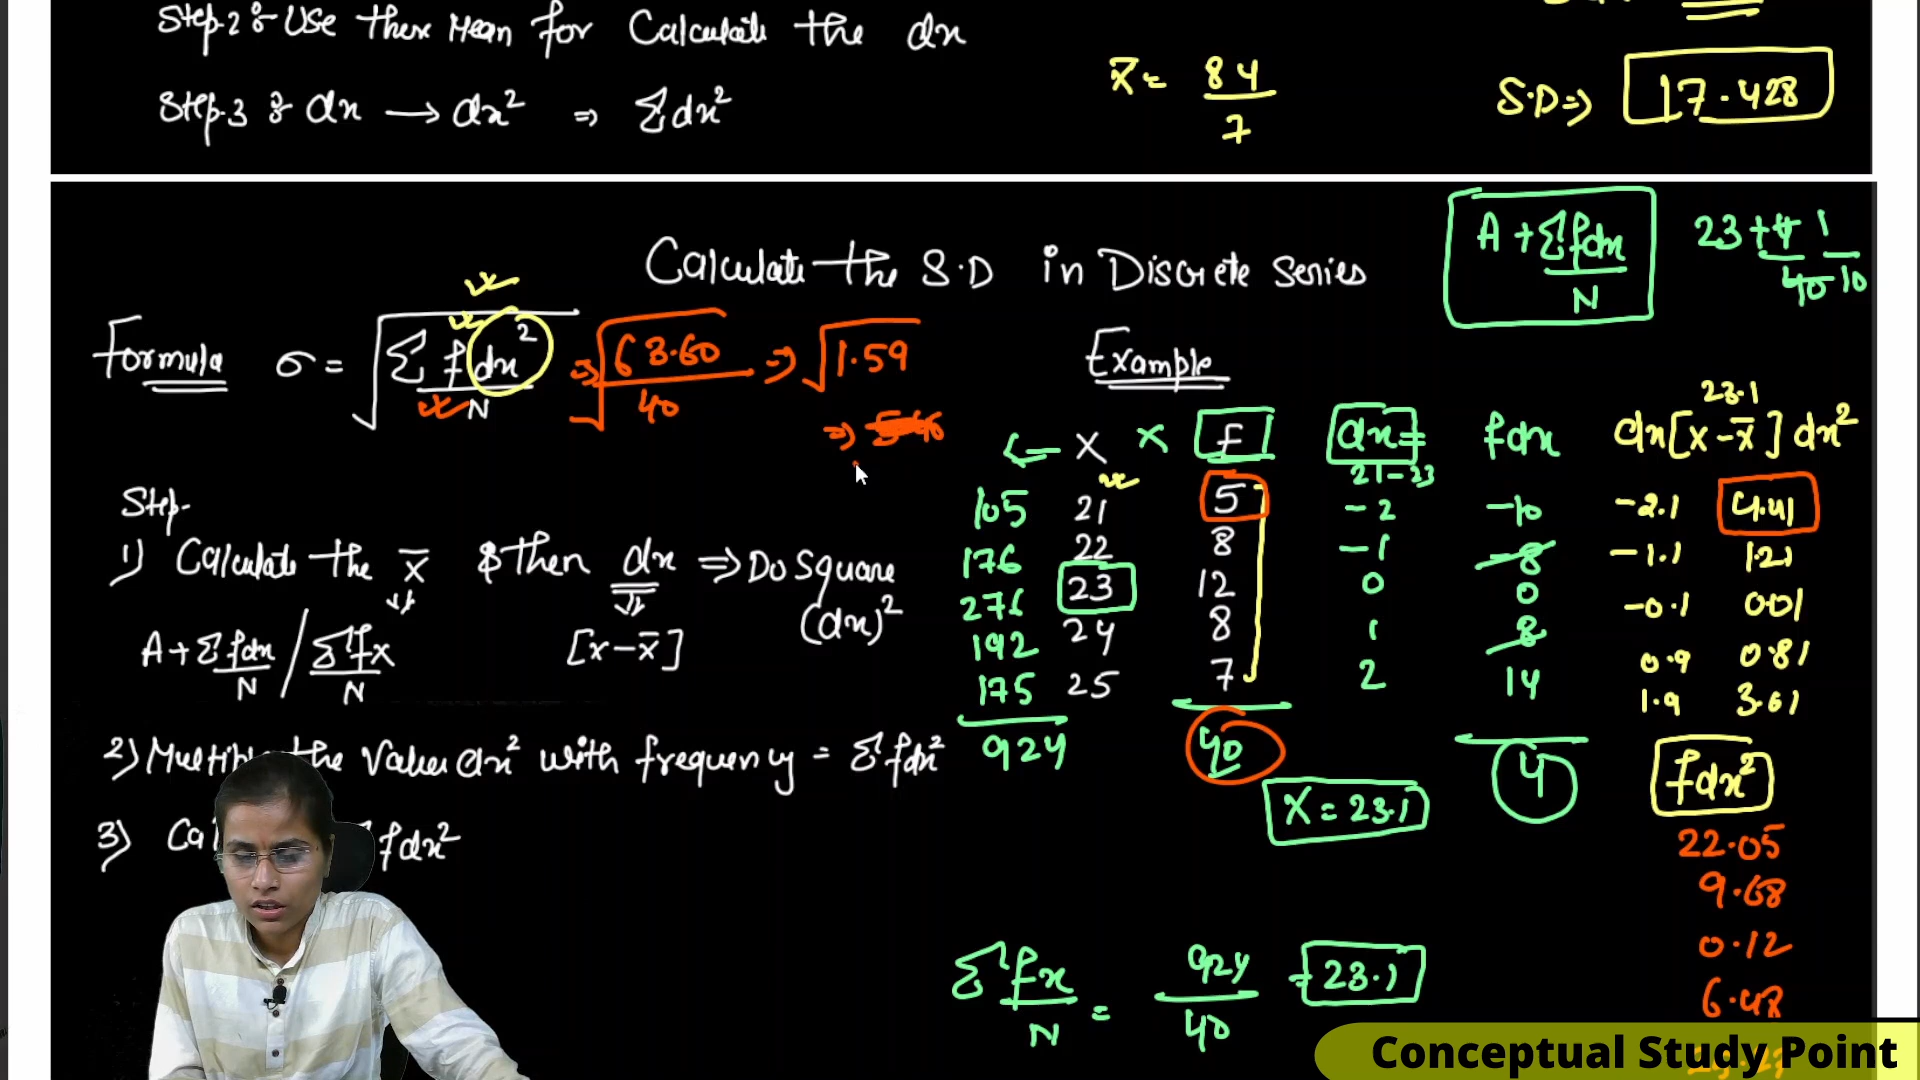 Step-2 :- Use there Mean for Calculate the dx
Step-3 :- dx → dx² ⇒ Σdx²
x̄ = 84/7
S.D ⇒ 17.428
Calculate the S.D in Discrete Series
A + Σfdx/N
Formula σ = √(Σfdx²/N) ⇒ √(63.60/40) ⇒ √1.59
⇒
Example
23.1
← X × F dx= fdx dx[x-x̄] dx²
21-23
105 21 5 -2 -10 -2.1 4.41
176 22 8 -1 -8 -1.1 1.21
276 23 12 0 0 -0.1 0.01
192 24 8 1 8 0.9 0.81
175 25 7 2 14 1.9 3.61
924 40 4
X = 23.1
fdx²
22.05
9.68
0.12
6.48
Step-
1) Calculate the x̄ & then dx ⇒ Do Square
(dx)²
A + Σfdx/N / Σfx/N [x-x̄]
2) the Value dx² with frequency = Σfdx²
3) fdx²
Σfx/N = 924/40 = 23.1
Conceptual Study Point